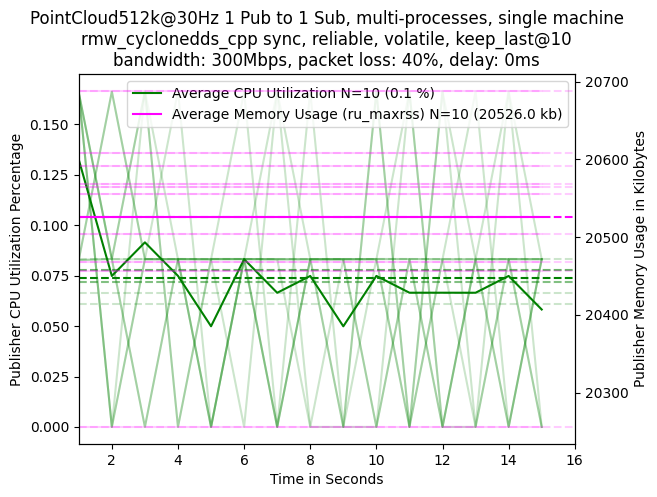 PointCloud512k@30Hz 1 Pub to 1 Sub, multi-processes, single machine
rmw_cyclonedds_cpp sync, reliable, volatile, keep_last@10
bandwidth: 300Mbps, packet loss: 40%, delay: 0ms
Average CPU Utilization N=10 (0.1 %)
Average Memory Usage (ru_maxrss) N=10 (20526.0 kb)
Publisher CPU Utilization Percentage
0.150
0.125
0.100
0.075
0.050
0.025
0.000
20700
20600
20500
20400
20300
Publisher Memory Usage in Kilobytes
2 4 6 8 10 12 14 16
Time in Seconds